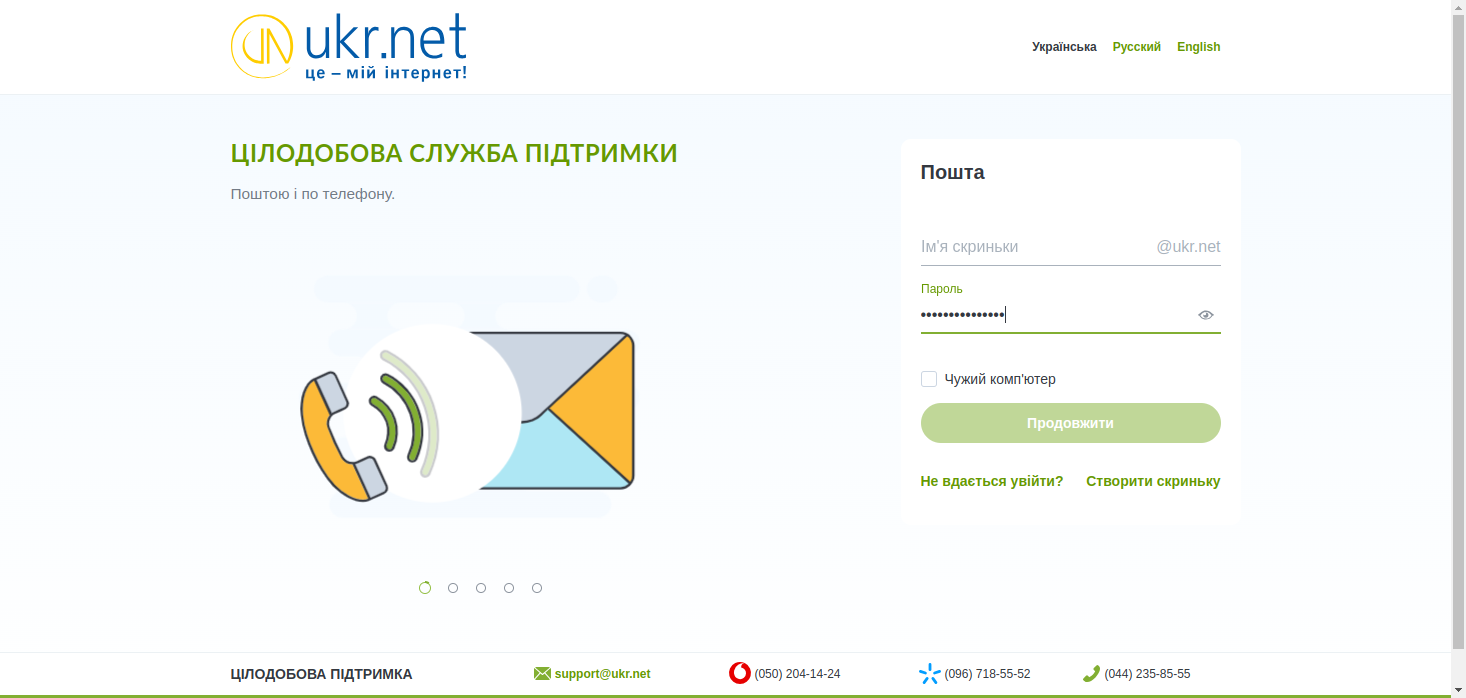 ukr.net
це – мій інтернет!
Українська Русский English
ЦІЛОДОБОВА СЛУЖБА ПІДТРИМКИ
Поштою і по телефону.
Пошта
Ім'я скриньки @ukr.net
Пароль
•••••••••••••••
Чужий комп'ютер
Продовжити
Не вдається увійти? Створити скриньку
ЦІЛОДОБОВА ПІДТРИМКА support@ukr.net (050) 204-14-24 (096) 718-55-52 (044) 235-85-55